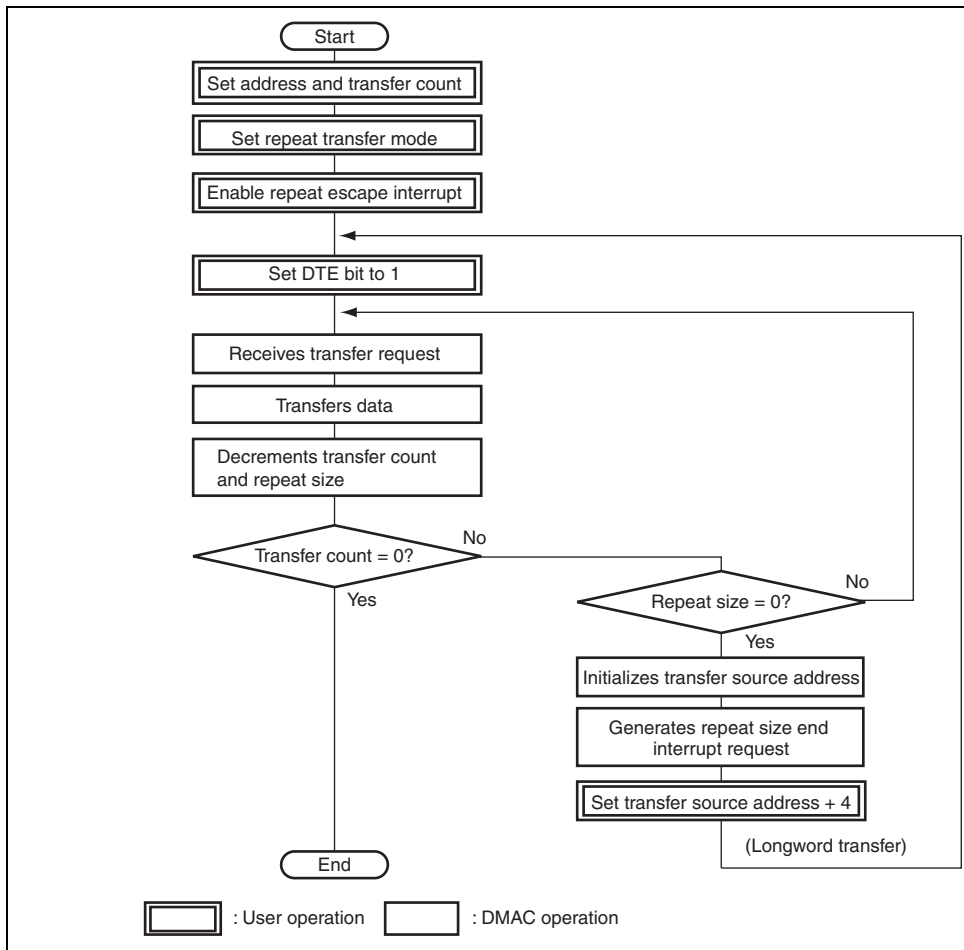 Start
Set address and transfer count
Set repeat transfer mode
Enable repeat escape interrupt
Set DTE bit to 1
Receives transfer request
Transfers data
Decrements transfer count
and repeat size
No
Transfer count = 0?
Yes
No
Repeat size = 0?
Yes
Initializes transfer source address
Generates repeat size end
interrupt request
Set transfer source address + 4
(Longword transfer)
End
: User operation
: DMAC operation